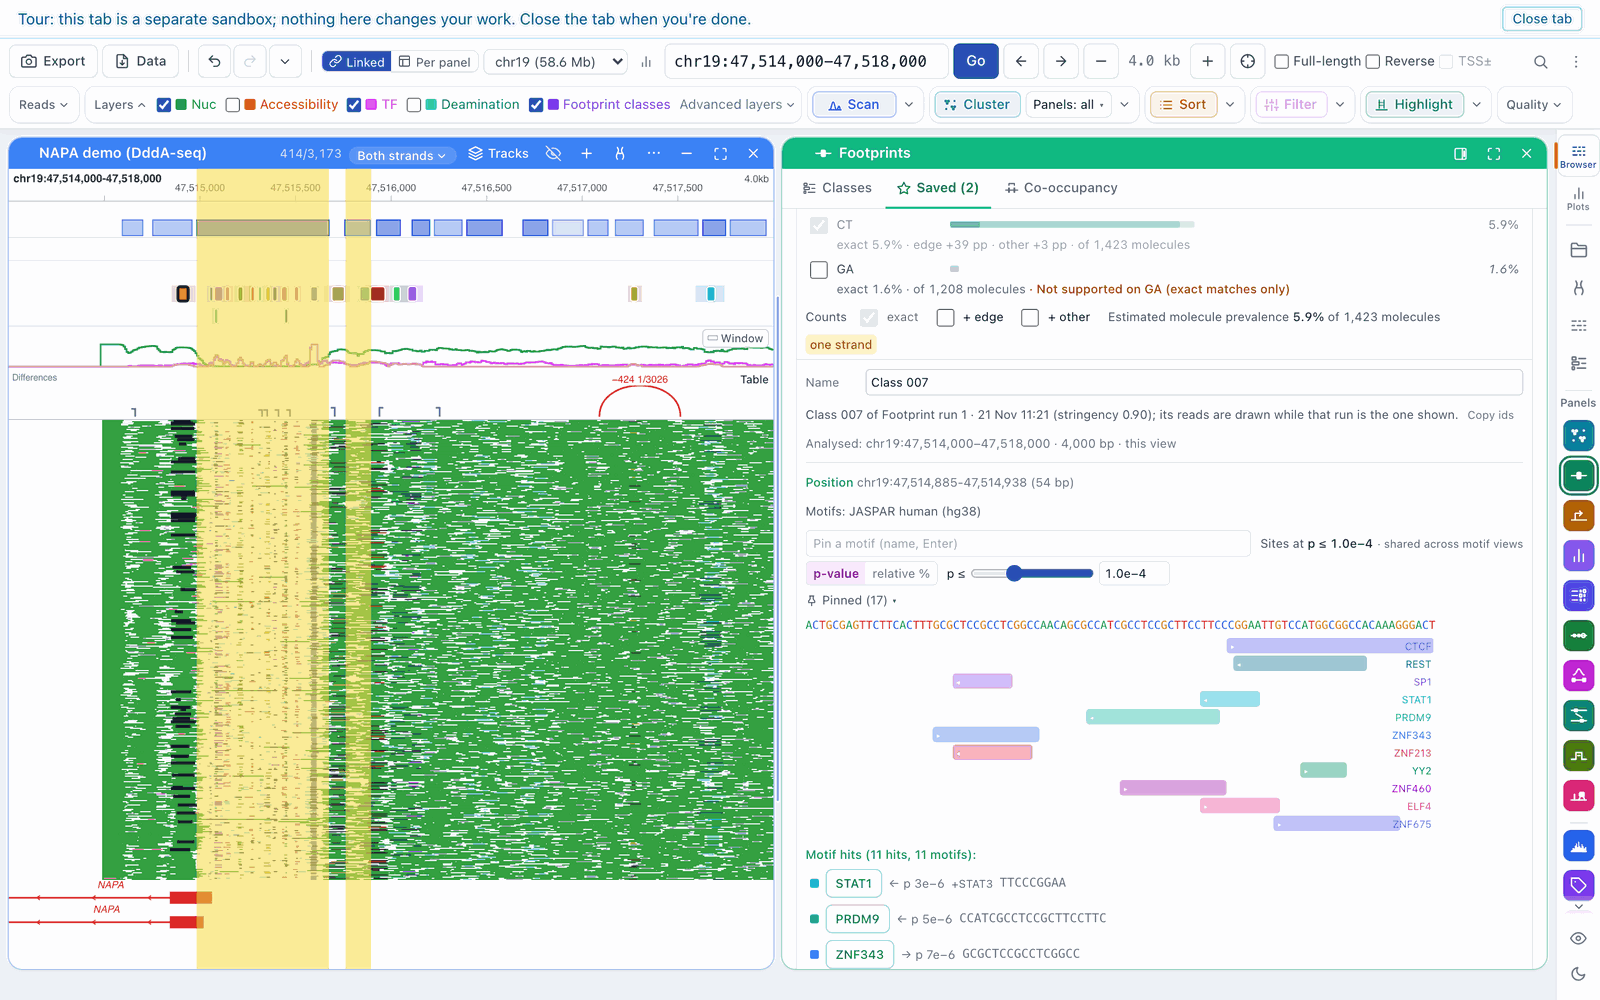 Tour: this tab is a separate sandbox; nothing here changes your work. Close the tab when you're done.
Close tab
Export Data Linked Per panel chr19 (58.6 Mb) chr19:47,514,000–47,518,000 Go 4.0 kb Full-length Reverse TSS±
Reads Layers Nuc Accessibility TF Deamination Footprint classes Advanced layers Scan Cluster Panels: all Sort Filter Highlight Quality
NAPA demo (DddA-seq) 414/3,173 Both strands Tracks
chr19:47,514,000-47,518,000
4.0kb
47,515,000 47,515,500 47,516,000 47,516,500 47,517,000 47,517,500
Window
Differences
−424 1/3026
Table
NAPA
NAPA
Footprints
Classes Saved (2) Co-occupancy
CT 5.9%
exact 5.9% · edge +39 pp · other +3 pp · of 1,423 molecules
GA 1.6%
exact 1.6% · of 1,208 molecules · Not supported on GA (exact matches only)
Counts exact + edge + other Estimated molecule prevalence 5.9% of 1,423 molecules
one strand
Name Class 007
Class 007 of Footprint run 1 · 21 Nov 11:21 (stringency 0.90); its reads are drawn while that run is the one shown. Copy ids
Analysed: chr19:47,514,000–47,518,000 · 4,000 bp · this view
Position chr19:47,514,885-47,514,938 (54 bp)
Motifs: JASPAR human (hg38)
Pin a motif (name, Enter) Sites at p ≤ 1.0e−4 · shared across motif views
p-value relative % p ≤ 1.0e−4
Pinned (17)
ACTGCGAGTTCTTCACTTTGCGCTCCGCCTCGGCCAACAGCGCCATCGCCTCCGCTTCCTTCCCGGAATTGTCCATGGCGGCCACAAAGGGACT
CTCF
REST
SP1
STAT1
PRDM9
ZNF343
ZNF213
YY2
ZNF460
ELF4
ZNF675
Motif hits (11 hits, 11 motifs):
STAT1 ← p 3e−6 +STAT3 TTCCCGGAA
PRDM9 ← p 5e−6 CCATCGCCTCCGCTTCCTTC
ZNF343 → p 7e−6 GCGCTCCGCCTCGGCC
Browser
Plots
Panels